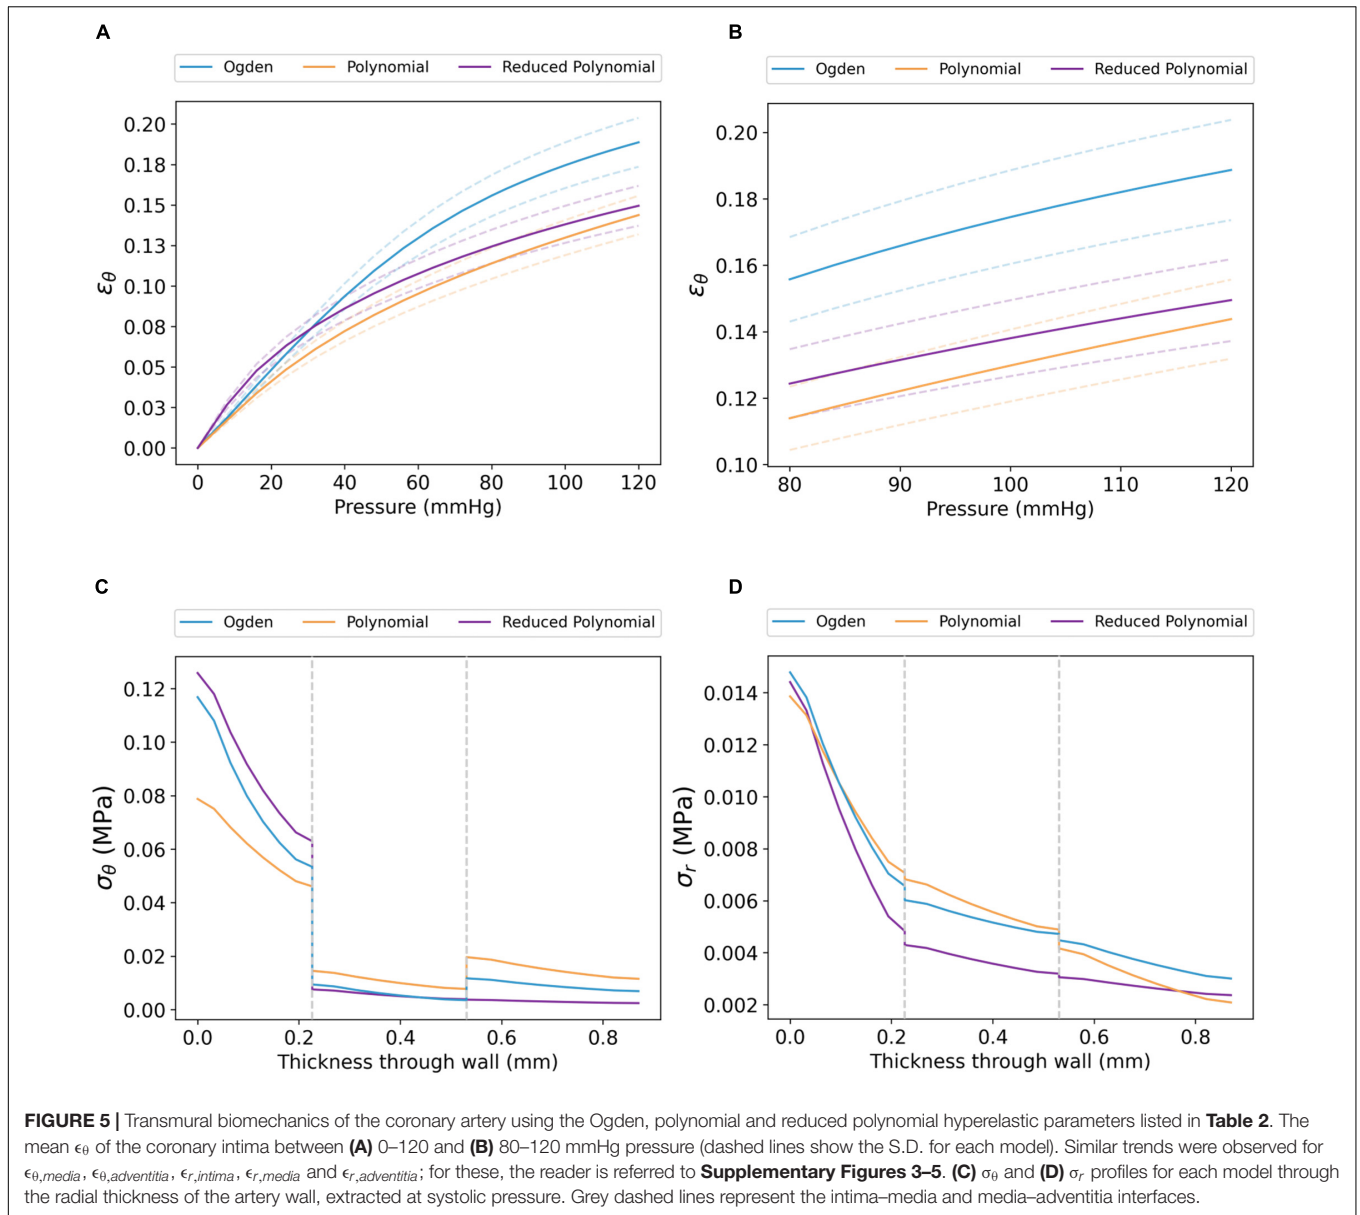 A
Ogden Polynomial Reduced Polynomial
0.20
0.18
0.15
0.13
0.10
0.08
0.05
0.03
0.00
εθ
0 20 40 60 80 100 120
Pressure (mmHg)
B
Ogden Polynomial Reduced Polynomial
0.20
0.18
0.16
0.14
0.12
0.10
εθ
80 90 100 110 120
Pressure (mmHg)
C
Ogden Polynomial Reduced Polynomial
0.12
0.10
0.08
0.06
0.04
0.02
0.00
σθ (MPa)
0.0 0.2 0.4 0.6 0.8
Thickness through wall (mm)
D
Ogden Polynomial Reduced Polynomial
0.014
0.012
0.010
0.008
0.006
0.004
0.002
σr (MPa)
0.0 0.2 0.4 0.6 0.8
Thickness through wall (mm)
FIGURE 5 | Transmural biomechanics of the coronary artery using the Ogden, polynomial and reduced polynomial hyperelastic parameters listed in Table 2. The
mean ϵθ of the coronary intima between (A) 0–120 and (B) 80–120 mmHg pressure (dashed lines show the S.D. for each model). Similar trends were observed for
ϵθ,media, ϵθ,adventitia, ϵr,intima, ϵr,media and ϵr,adventitia; for these, the reader is referred to Supplementary Figures 3–5. (C) σθ and (D) σr profiles for each model through
the radial thickness of the artery wall, extracted at systolic pressure. Grey dashed lines represent the intima–media and media–adventitia interfaces.